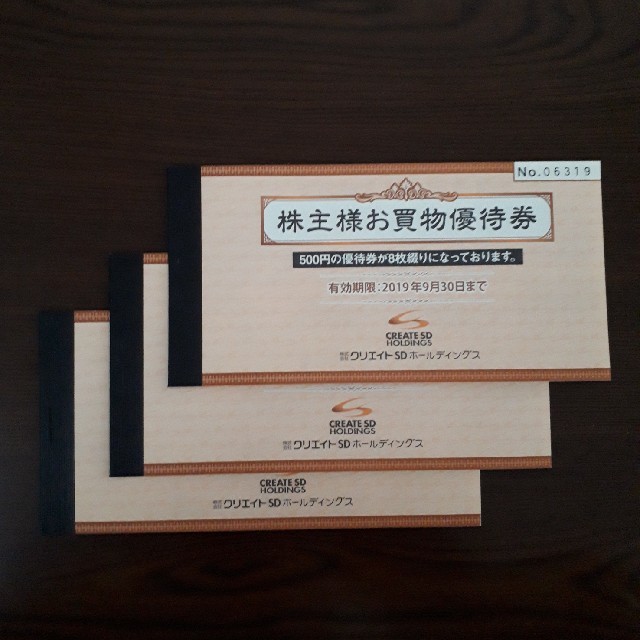 No.06319
株主様お買物優待券
500円の優待券が8枚綴りになっております。
有効期限:2019年9月30日まで
CREATE SD
HOLDINGS
株式会社クリエイトSDホールディングス
CREATE SD
HOLDINGS
株式会社クリエイトSDホールディングス
CREATE SD
HOLDINGS
株式会社クリエイトSDホールディングス